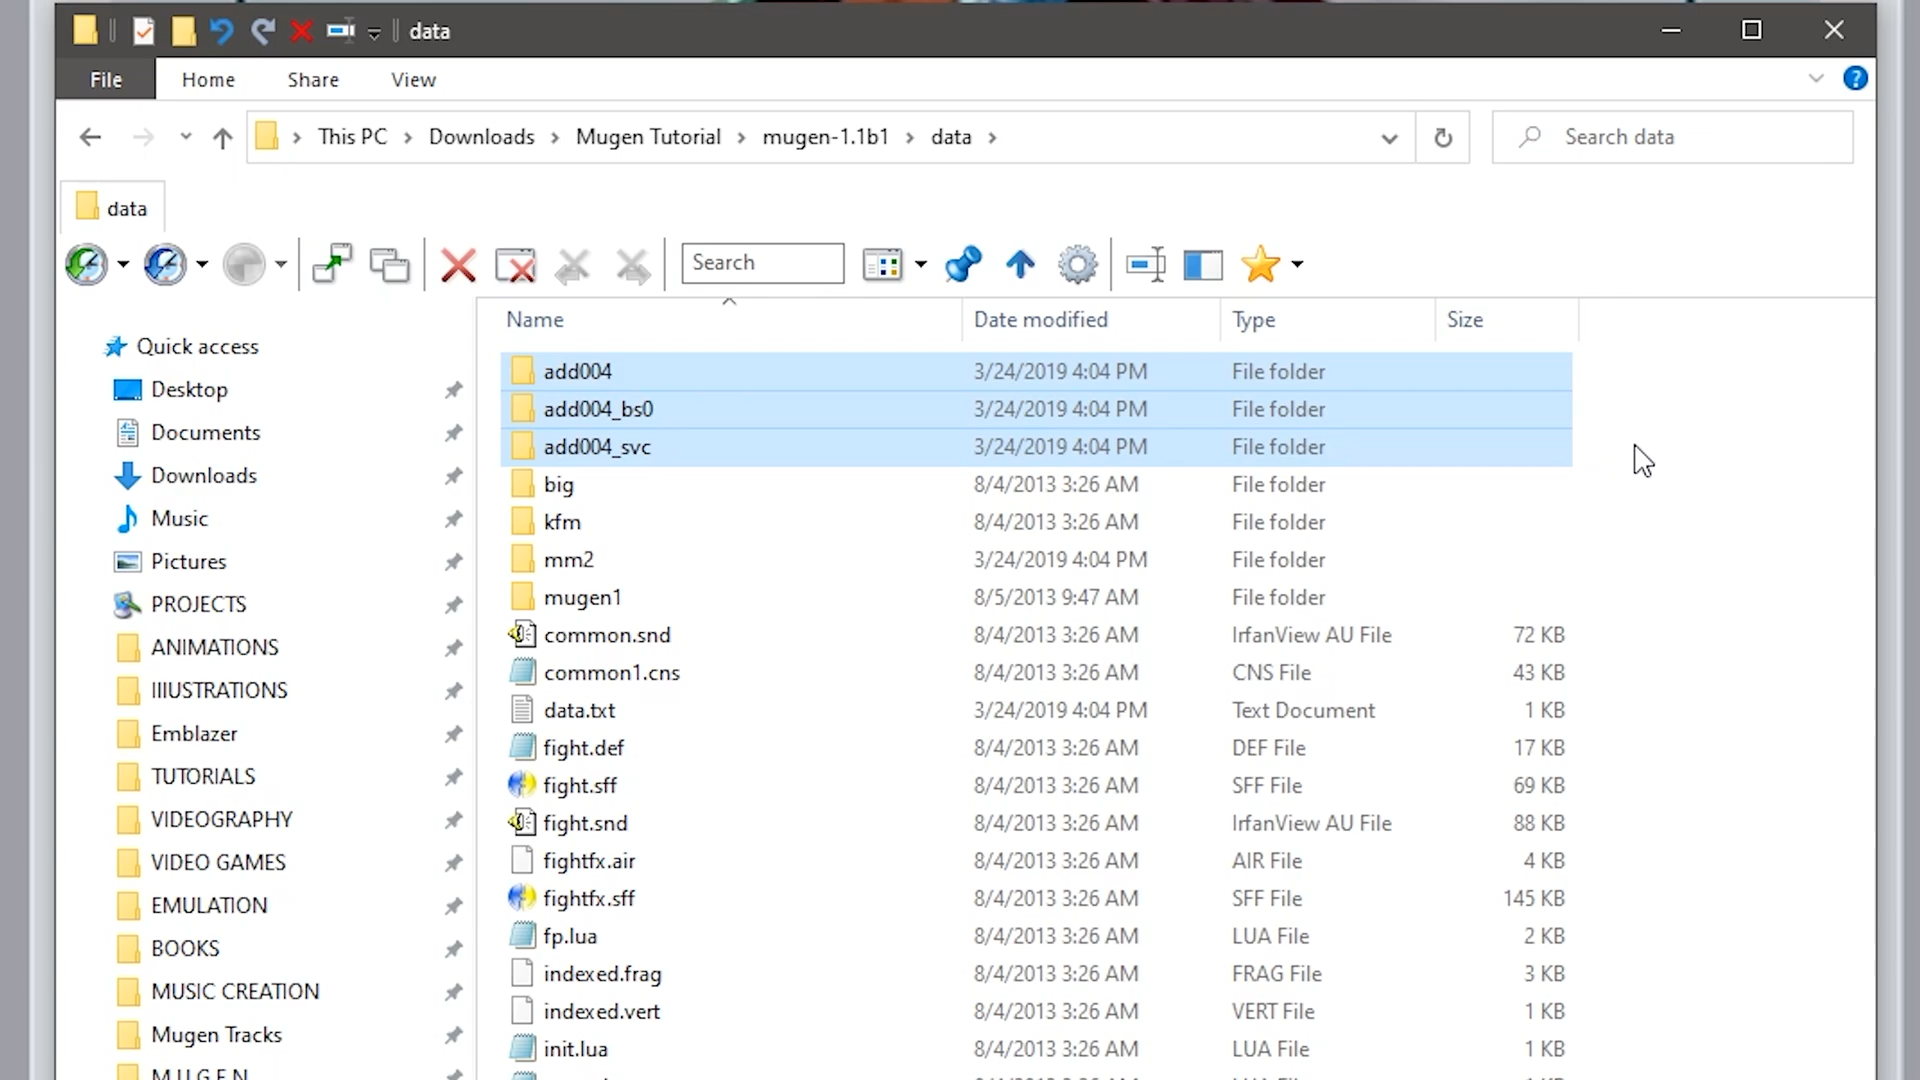 data
File Home Share View
This PC > Downloads > Mugen Tutorial > mugen-1.1b1 > data >
Search data
data
Search
Name Date modified Type Size
Quick access
Desktop
Documents
Downloads
Music
Pictures
PROJECTS
ANIMATIONS
IIIUSTRATIONS
Emblazer
TUTORIALS
VIDEOGRAPHY
VIDEO GAMES
EMULATION
BOOKS
MUSIC CREATION
Mugen Tracks
M.U.G.E.N
add004 3/24/2019 4:04 PM File folder
add004_bs0 3/24/2019 4:04 PM File folder
add004_svc 3/24/2019 4:04 PM File folder
big 8/4/2013 3:26 AM File folder
kfm 8/4/2013 3:26 AM File folder
mm2 3/24/2019 4:04 PM File folder
mugen1 8/5/2013 9:47 AM File folder
common.snd 8/4/2013 3:26 AM IrfanView AU File 72 KB
common1.cns 8/4/2013 3:26 AM CNS File 43 KB
data.txt 3/24/2019 4:04 PM Text Document 1 KB
fight.def 8/4/2013 3:26 AM DEF File 17 KB
fight.sff 8/4/2013 3:26 AM SFF File 69 KB
fight.snd 8/4/2013 3:26 AM IrfanView AU File 88 KB
fightfx.air 8/4/2013 3:26 AM AIR File 4 KB
fightfx.sff 8/4/2013 3:26 AM SFF File 145 KB
fp.lua 8/4/2013 3:26 AM LUA File 2 KB
indexed.frag 8/4/2013 3:26 AM FRAG File 3 KB
indexed.vert 8/4/2013 3:26 AM VERT File 1 KB
init.lua 8/4/2013 3:26 AM LUA File 1 KB